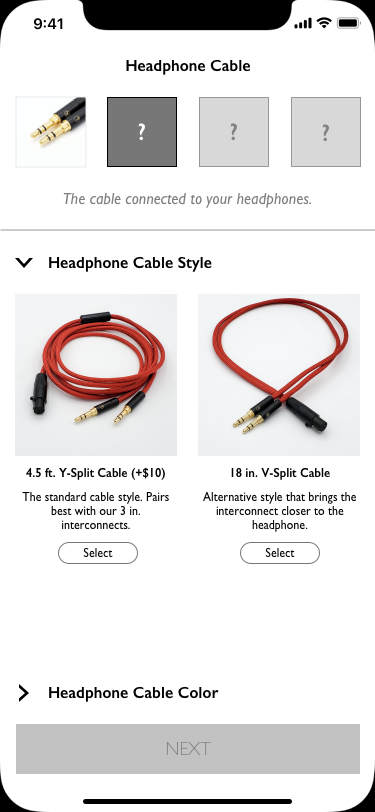 9:41
Headphone Cable
? ? ? ?
The cable connected to your headphones.
Headphone Cable Style
4.5 ft. Y-Split Cable (+$10)
The standard cable style. Pairs
best with our 3 in.
interconnects.
Select
18 in. V-Split Cable
Alternative style that brings the
interconnect closer to the
headphone.
Select
Headphone Cable Color
NEXT